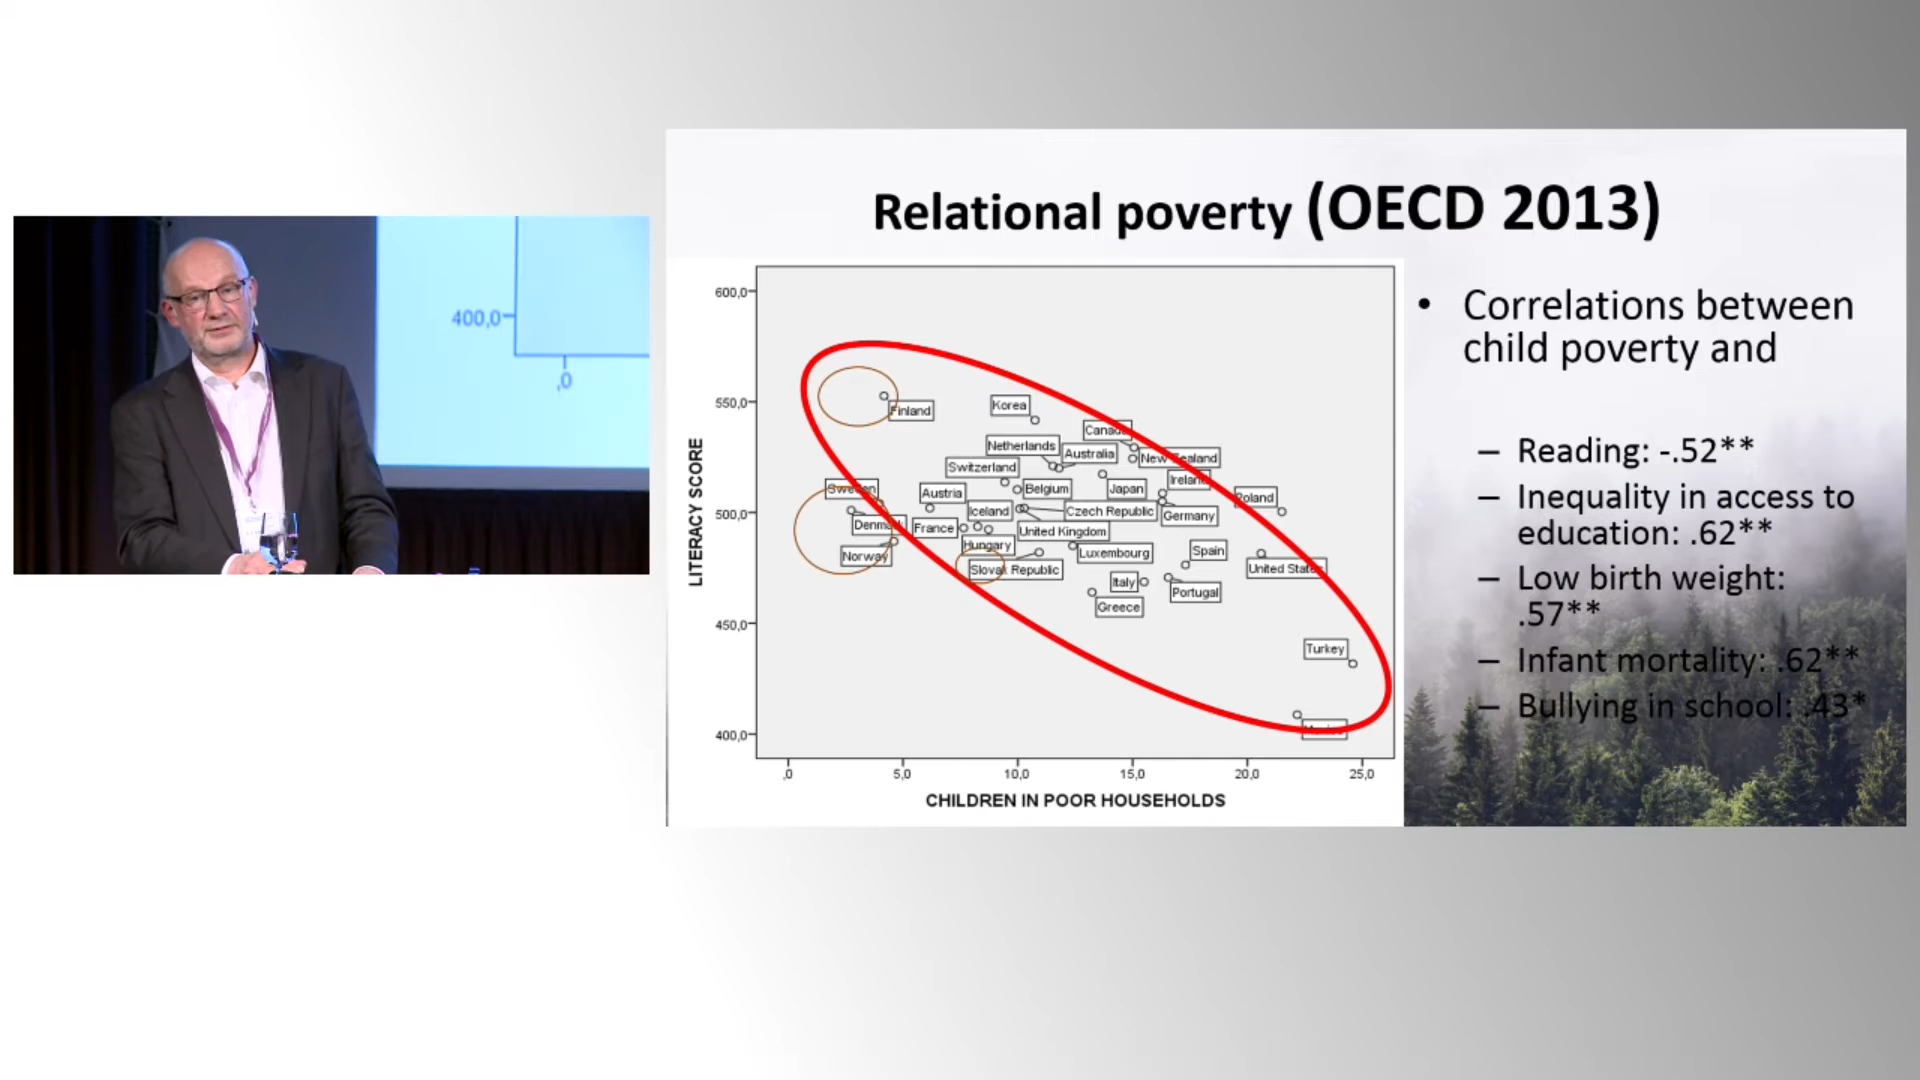 400,0
,0
Relational poverty (OECD 2013)
600,0
550,0
500,0
450,0
400,0
LITERACY SCORE
Finland
Korea
Canada
Netherlands
Australia
New Zealand
Switzerland
Ireland
Sweden
Austria
Belgium
Japan
Poland
Iceland
Czech Republic
Germany
Denmark
France
United Kingdom
Hungary
Norway
Luxembourg
Spain
Slovak Republic
United States
Italy
Portugal
Greece
Turkey
,0
5,0
10,0
15,0
20,0
25,0
CHILDREN IN POOR HOUSEHOLDS
• Correlations between
child poverty and
– Reading: -.52**
– Inequality in access to
education: .62**
– Low birth weight:
.57**
– Infant mortality: .62**
– Bullying in school: .43*